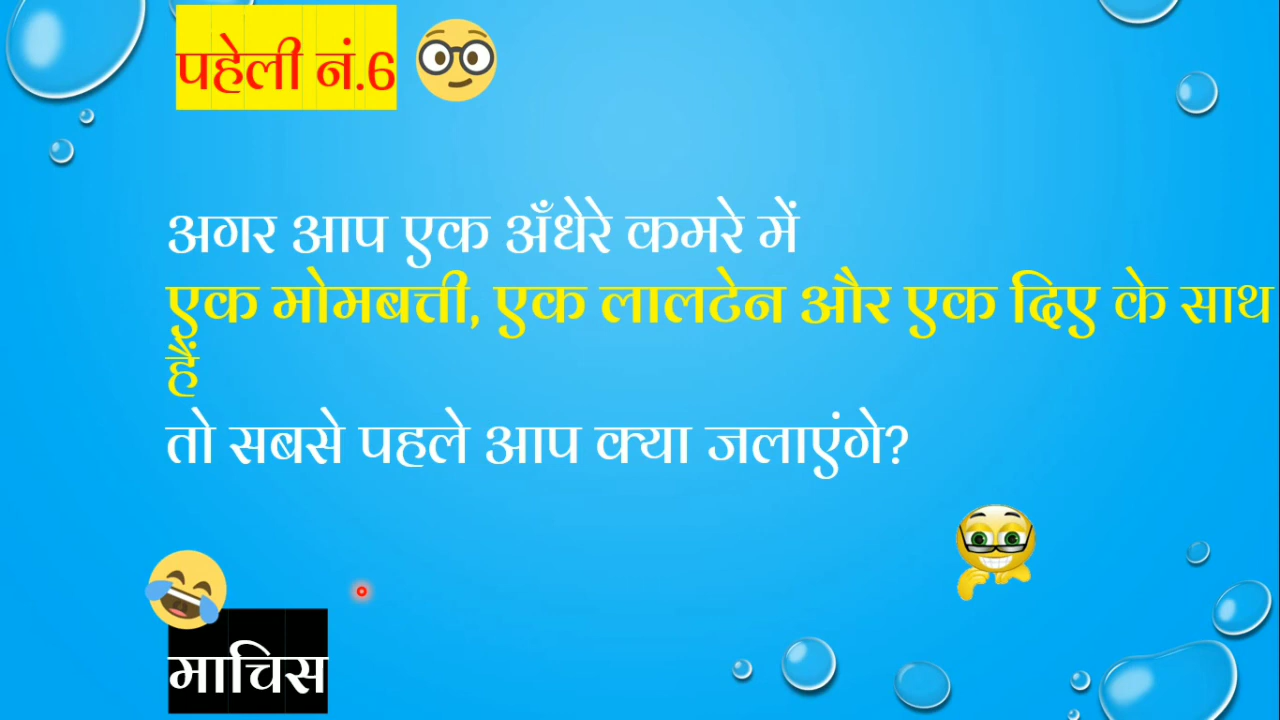 पहेली नं.6
अगर आप एक अँधेरे कमरे में
एक मोमबत्ती, एक लालटेन और एक दिए के साथ
हैं
तो सबसे पहले आप क्या जलाएंगे?
माचिस